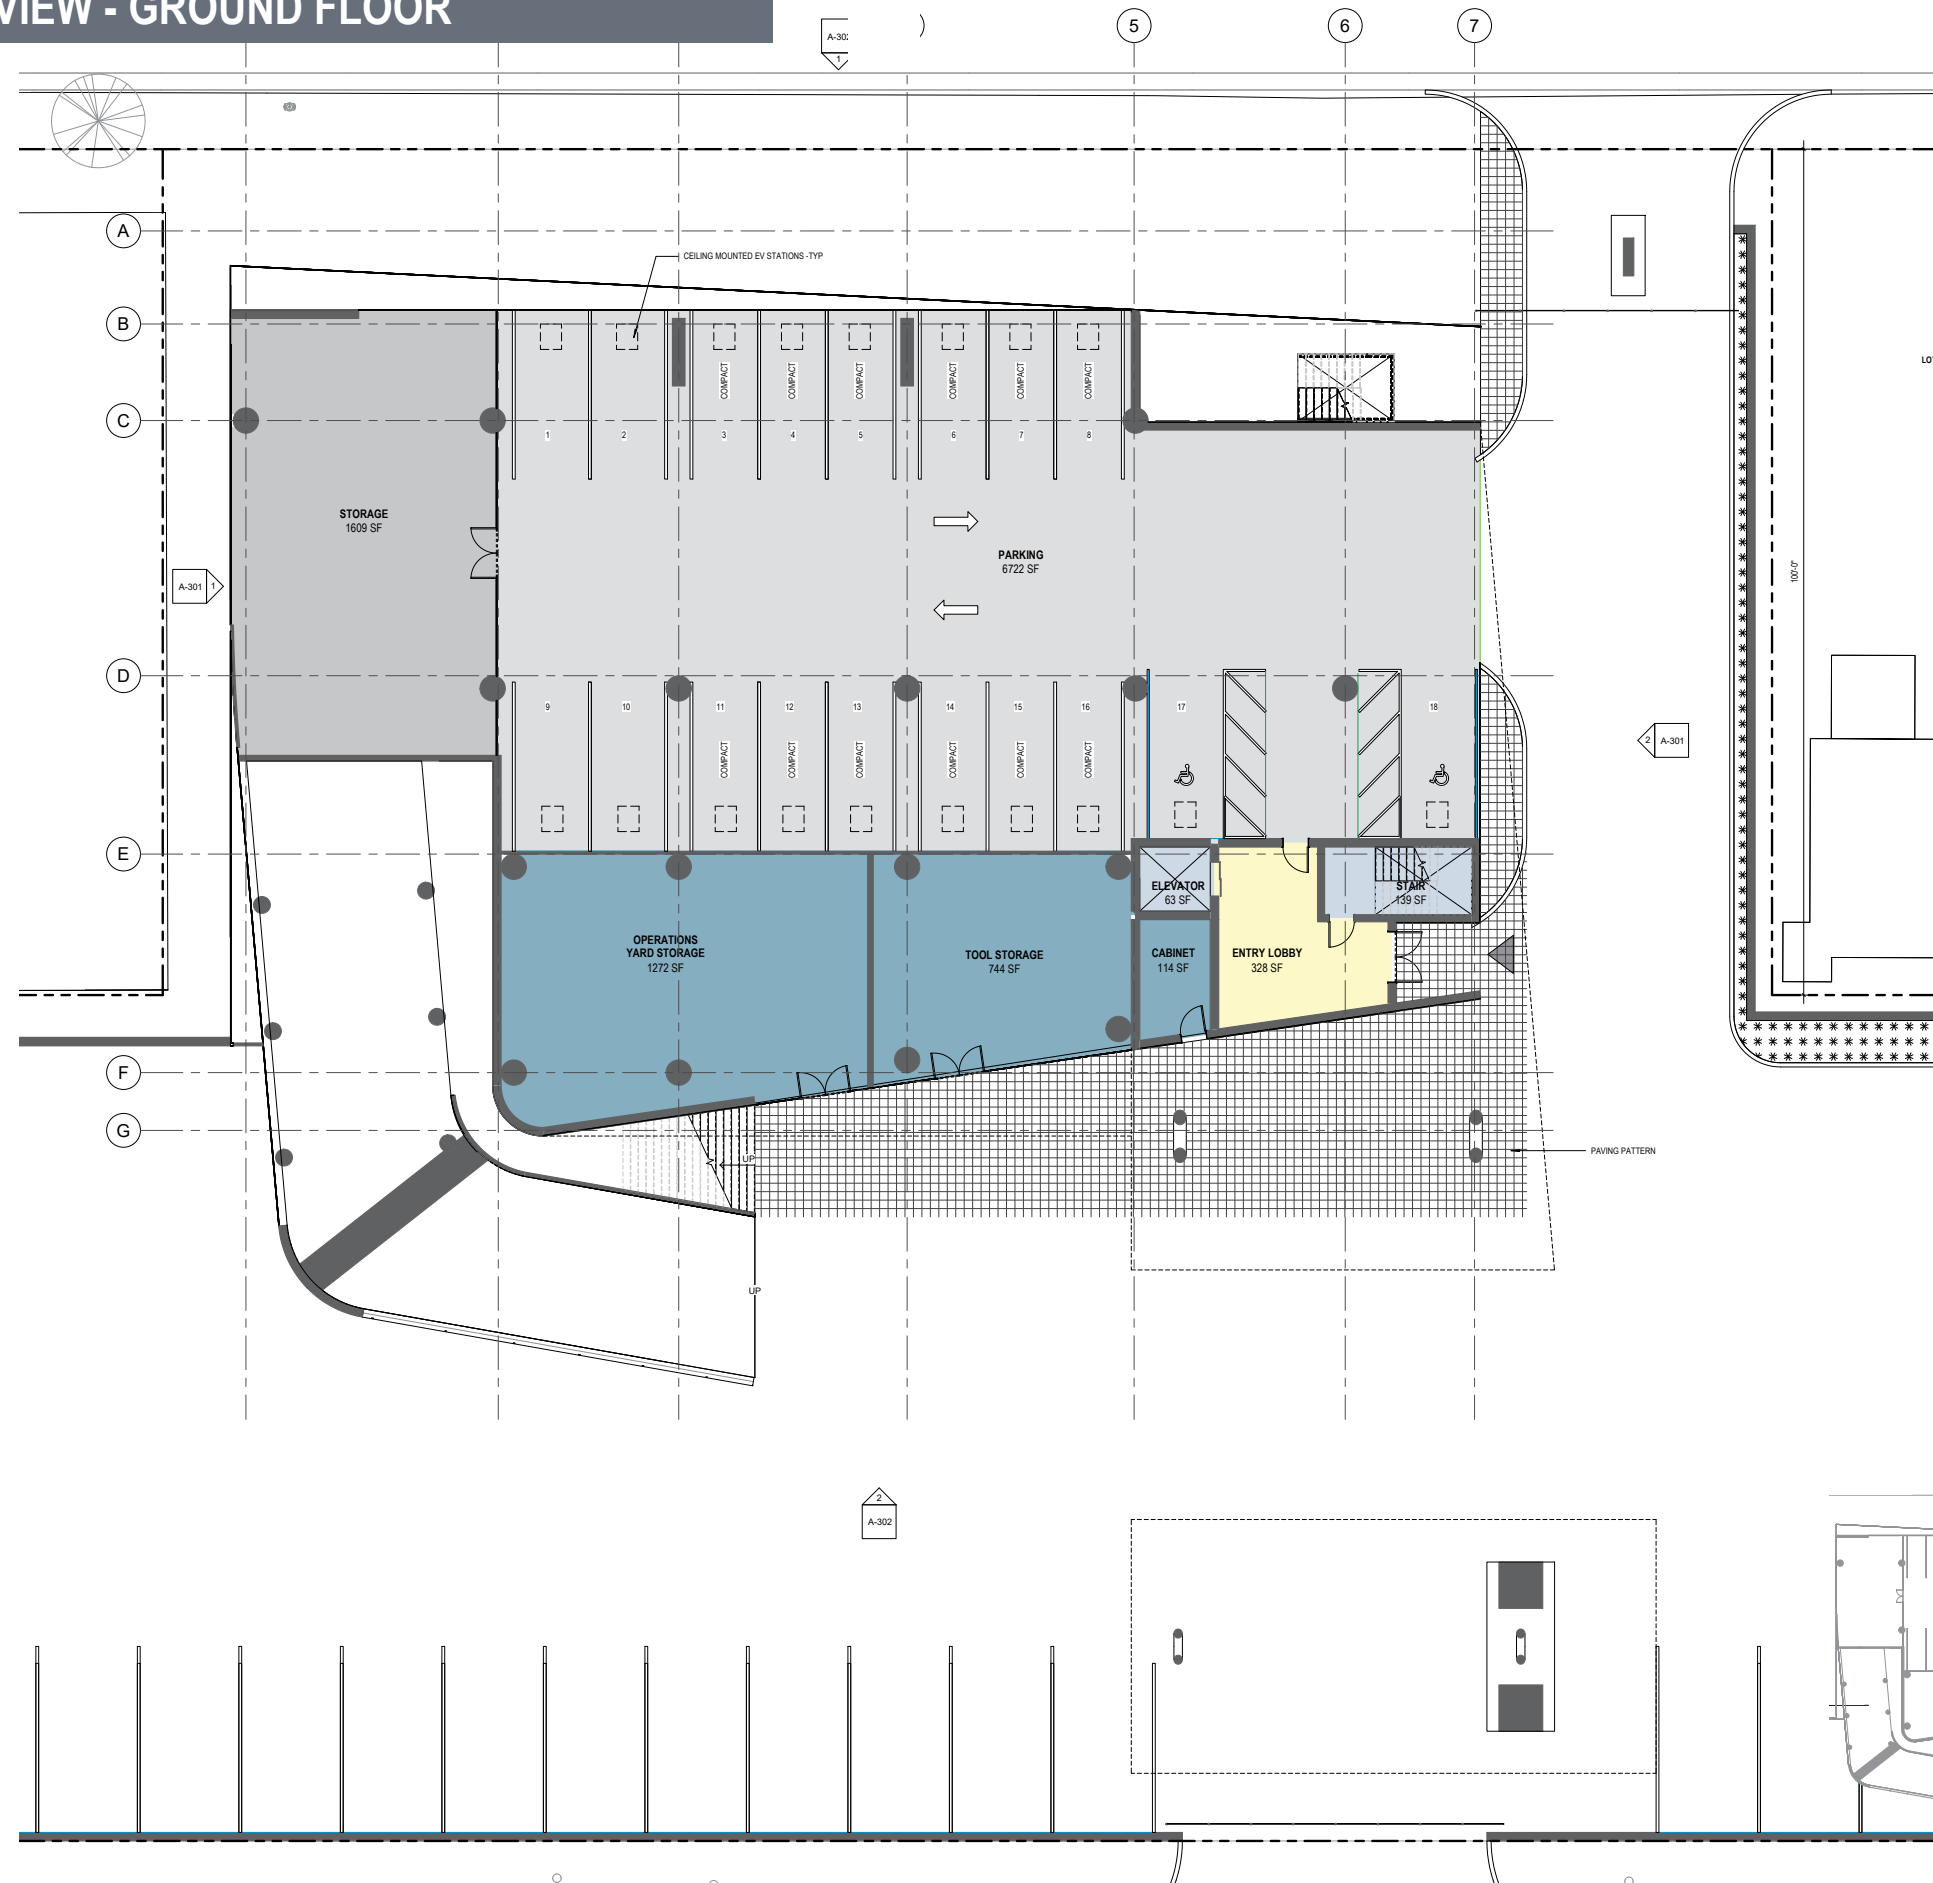 VIEW - GROUND FLOOR
A-302
1
5
6
7
A
CEILING MOUNTED EV STATIONS -TYP
B
COMPACT
COMPACT
COMPACT
COMPACT
COMPACT
COMPACT
LOT
C
1
2
3
4
5
6
7
8
STORAGE
1609 SF
PARKING
6722 SF
A-301
1
100'-0"
D
9
10
11
12
13
14
15
16
17
18
2
A-301
COMPACT
COMPACT
COMPACT
COMPACT
COMPACT
COMPACT
E
ELEVATOR
63 SF
STAIR
139 SF
OPERATIONS
YARD STORAGE
1272 SF
TOOL STORAGE
744 SF
CABINET
114 SF
ENTRY LOBBY
328 SF
F
G
UP
PAVING PATTERN
UP
2
A-302